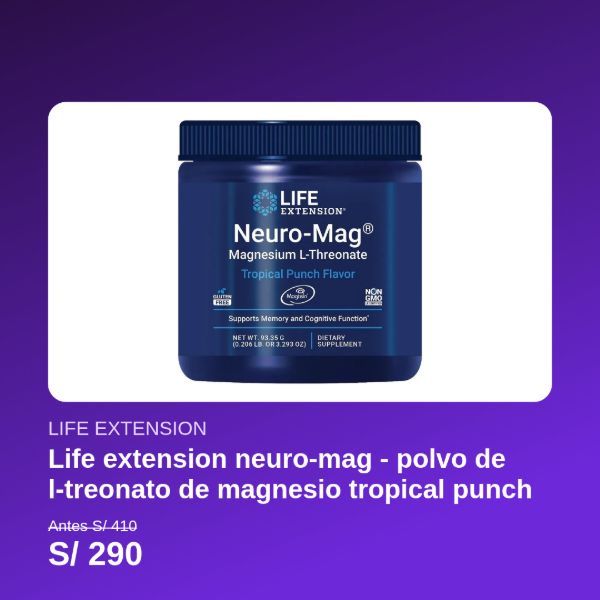 LIFE
EXTENSION®
Neuro-Mag®
Magnesium L-Threonate
Tropical Punch Flavor
GLUTEN
FREE
Magtein
NON
GMO
Supports Memory and Cognitive Function*
NET WT. 93.35 G
(0.206 LB. OR 3.293 OZ)
DIETARY
SUPPLEMENT
LIFE EXTENSION
Life extension neuro-mag - polvo de
l-treonato de magnesio tropical punch
Antes S/ 410
S/ 290